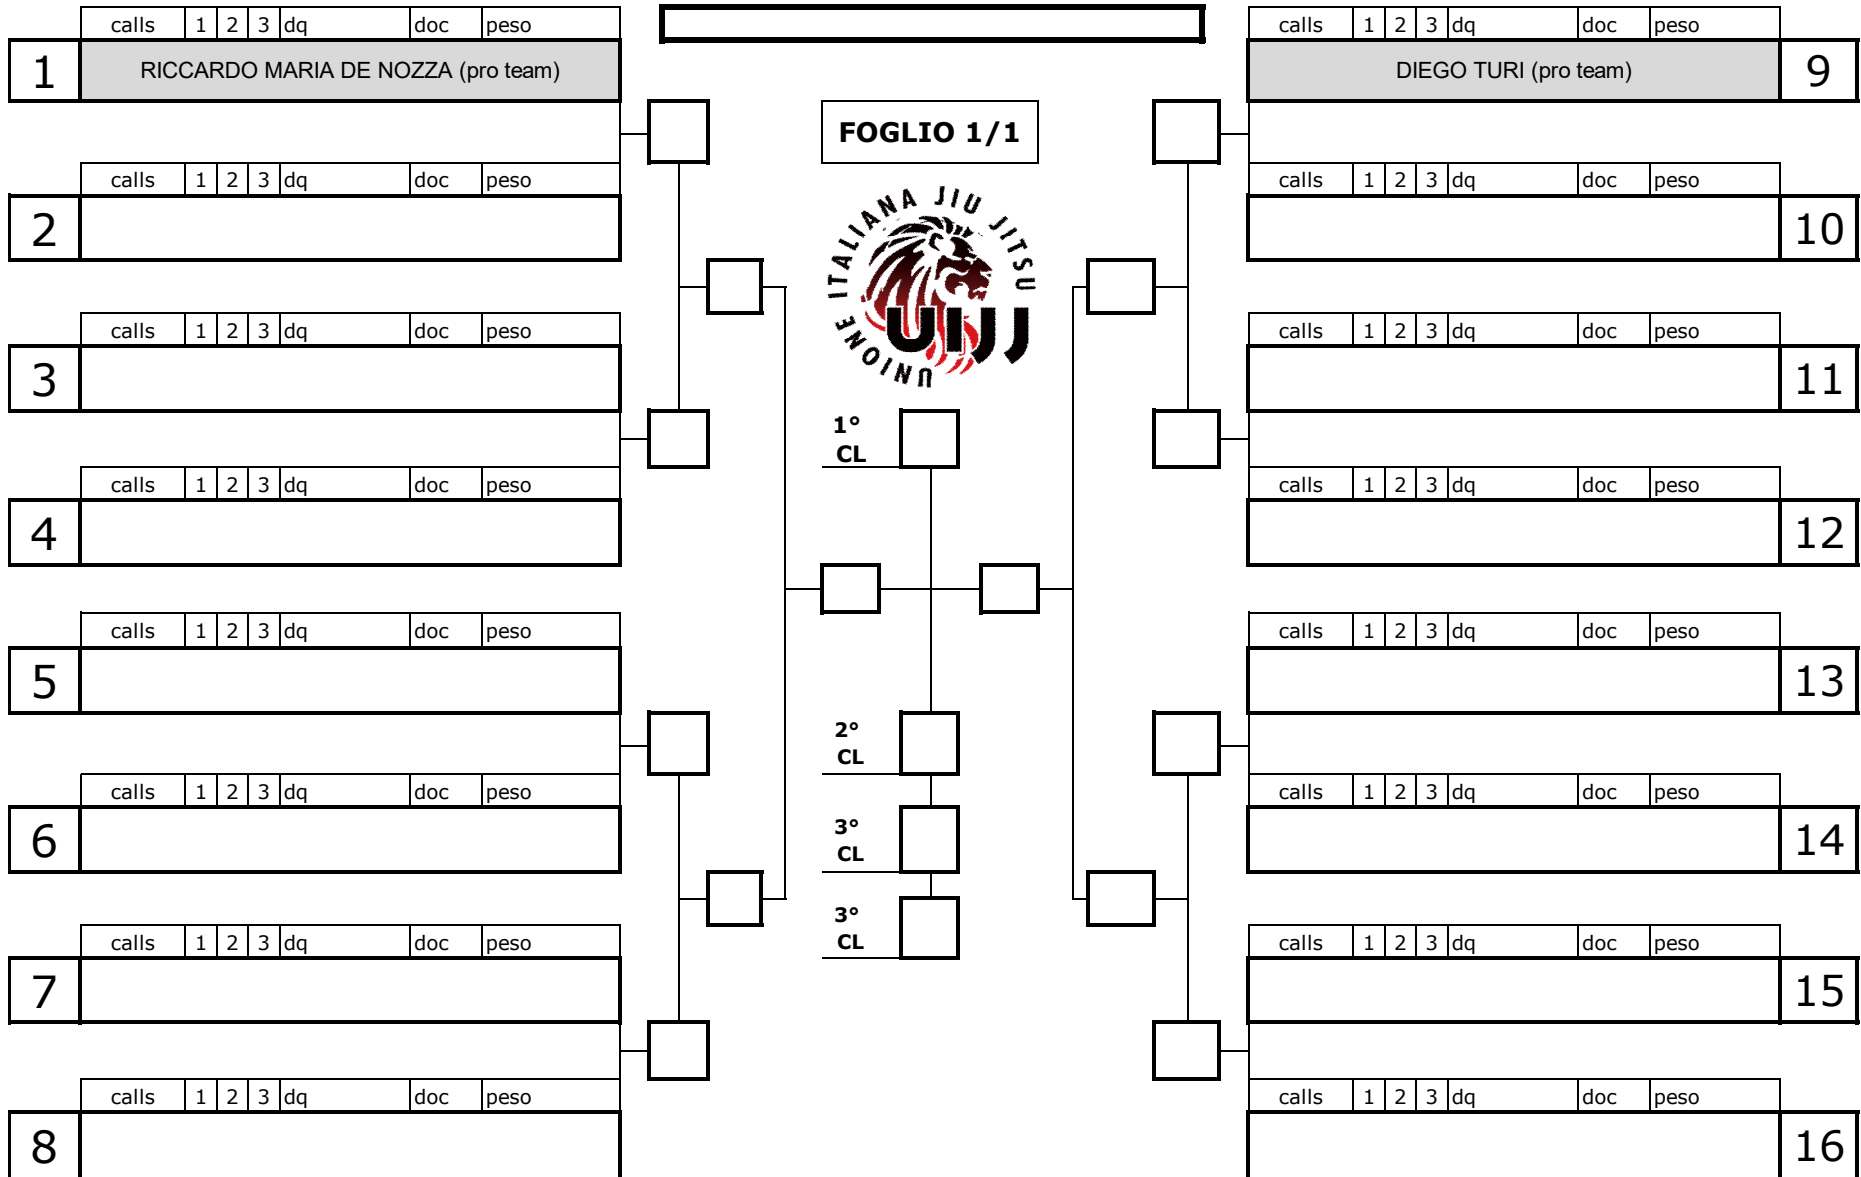 calls 1 2 3 dq doc peso
1 RICCARDO MARIA DE NOZZA (pro team)
calls 1 2 3 dq doc peso
2
calls 1 2 3 dq doc peso
3
calls 1 2 3 dq doc peso
4
calls 1 2 3 dq doc peso
5
calls 1 2 3 dq doc peso
6
calls 1 2 3 dq doc peso
7
calls 1 2 3 dq doc peso
8
FOGLIO 1/1
UNIONE ITALIANA JIU JITSU
UIJJ
1°
CL
2°
CL
3°
CL
3°
CL
calls 1 2 3 dq doc peso
DIEGO TURI (pro team) 9
calls 1 2 3 dq doc peso
10
calls 1 2 3 dq doc peso
11
calls 1 2 3 dq doc peso
12
calls 1 2 3 dq doc peso
13
calls 1 2 3 dq doc peso
14
calls 1 2 3 dq doc peso
15
calls 1 2 3 dq doc peso
16